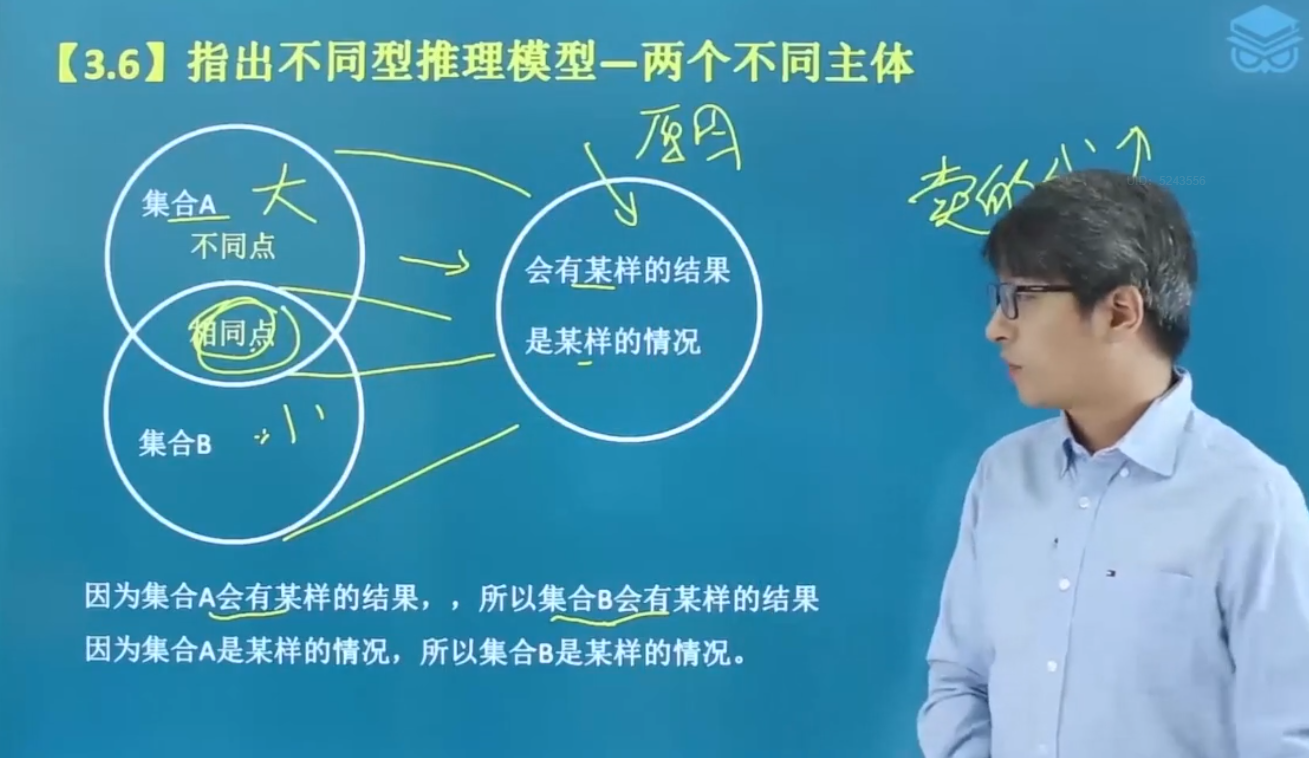 【3.6】指出不同型推理模型—两个不同主体
原因
卖的少↑
UID: 5243556
集合A 大
不同点
相同点
集合B 小
会有某样的结果
是某样的情况
因为集合A会有某样的结果，，所以集合B会有某样的结果
因为集合A是某样的情况，所以集合B是某样的情况。